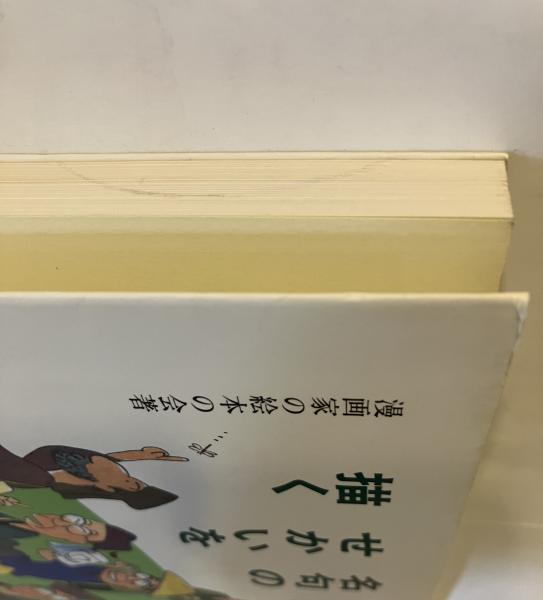 名句の
せかいを
描く
漫画家の絵本の会著